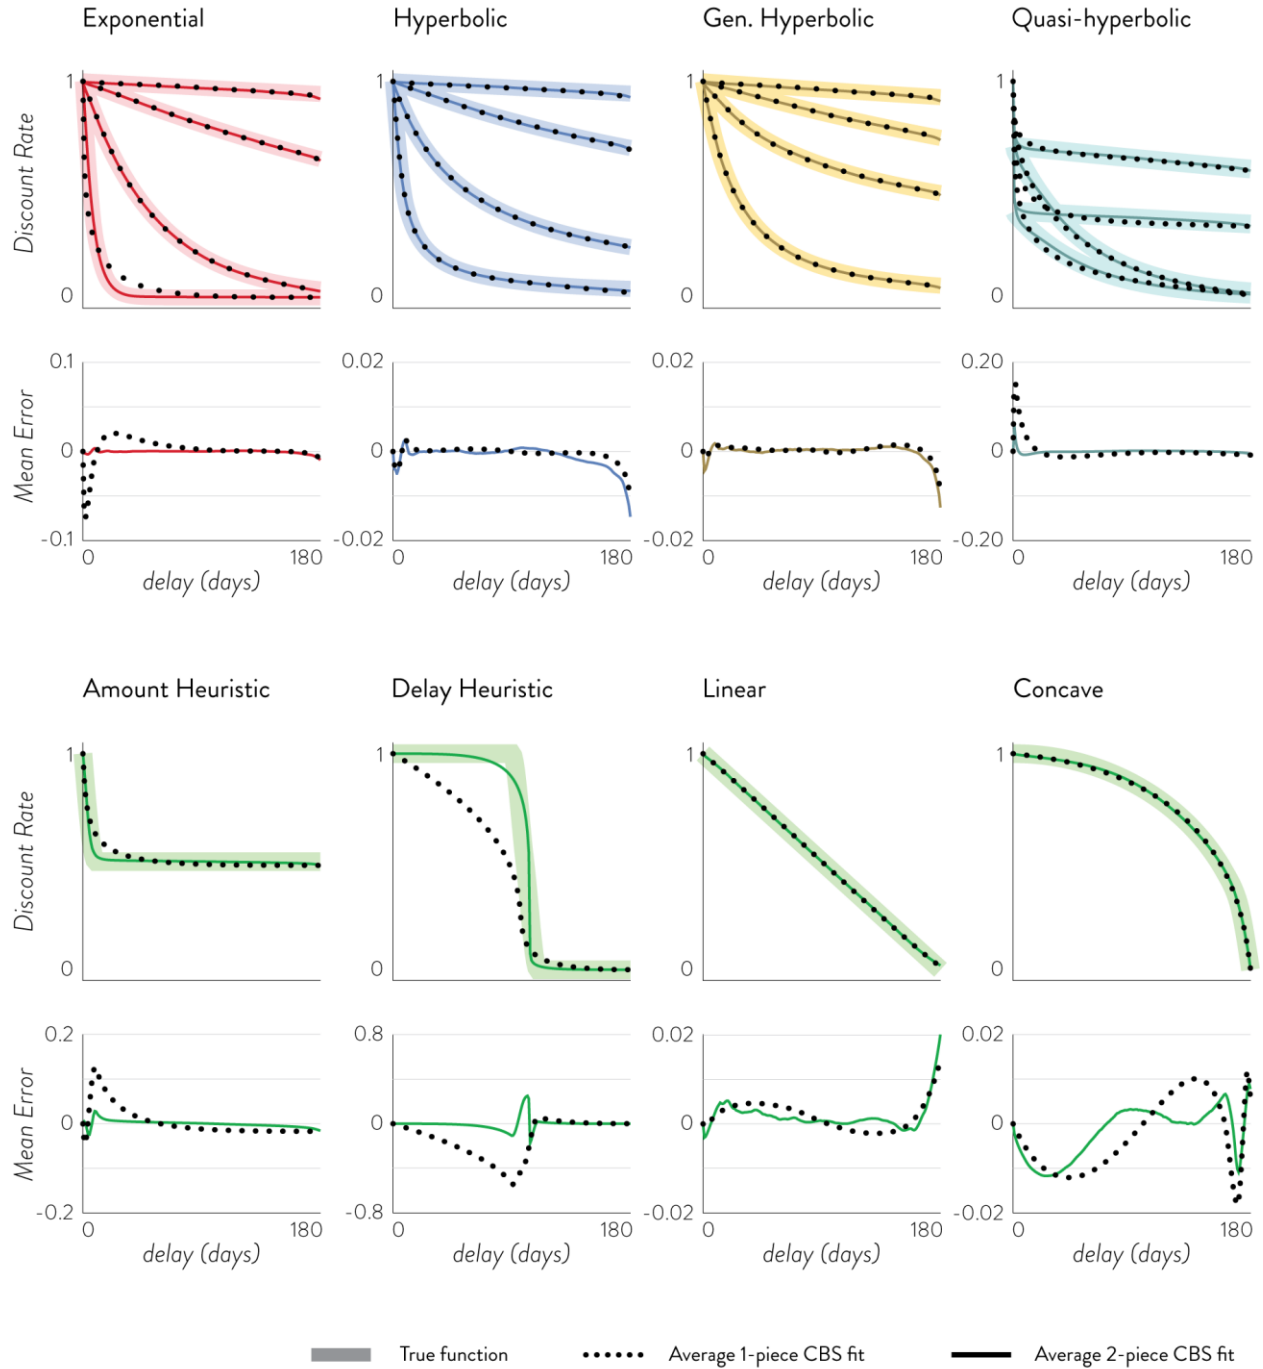 Exponential Hyperbolic Gen. Hyperbolic Quasi-hyperbolic
Discount Rate
1 1 1 1
0 0 0 0
Mean Error
0.1 0.02 0.02 0.20
0 0 0 0
-0.1 -0.02 -0.02 -0.20
0 180 0 180 0 180 0 180
delay (days) delay (days) delay (days) delay (days)
Amount Heuristic Delay Heuristic Linear Concave
Discount Rate
1 1 1 1
0 0 0 0
Mean Error
0.2 0.8 0.02 0.02
0 0 0 0
-0.2 -0.8 -0.02 -0.02
0 180 0 180 0 180 0 180
delay (days) delay (days) delay (days) delay (days)
True function Average 1-piece CBS fit Average 2-piece CBS fit